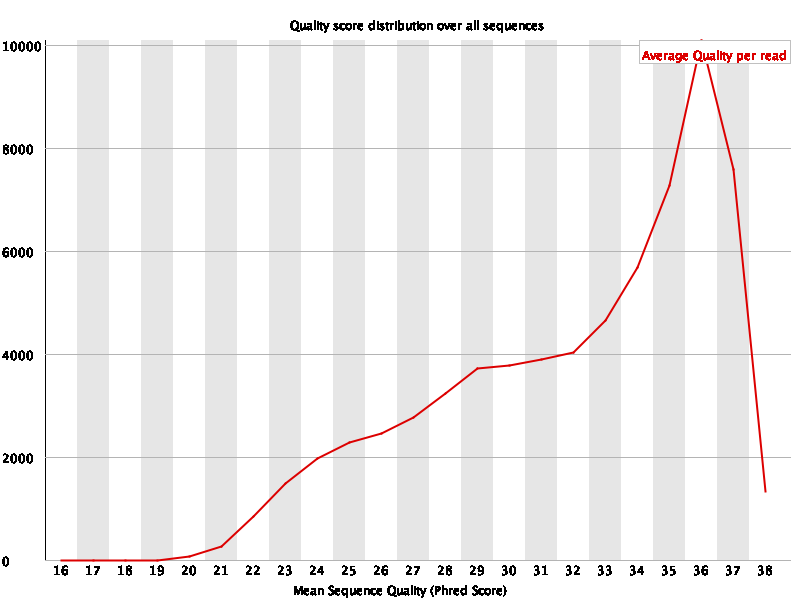 Quality score distribution over all sequences
Average Quality per read
10000
8000
6000
4000
2000
0
16 17 18 19 20 21 22 23 24 25 26 27 28 29 30 31 32 33 34 35 36 37 38
Mean Sequence Quality (Phred Score)